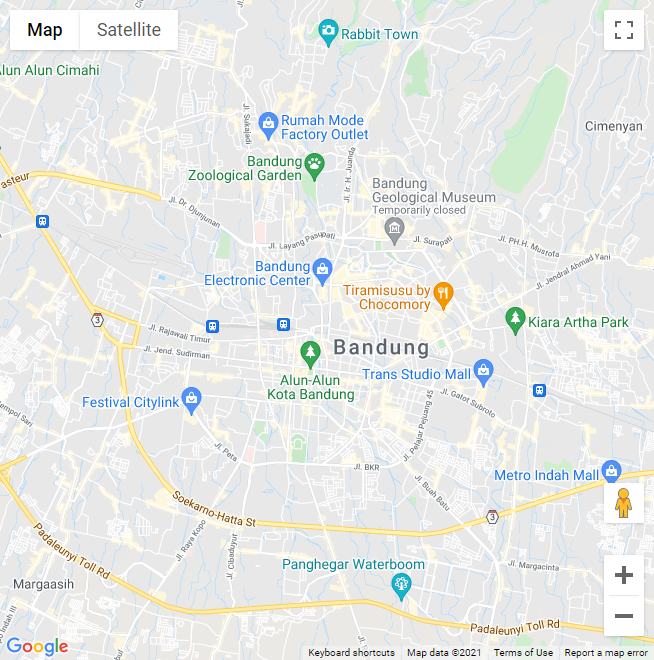 Map
Satellite
Rabbit Town
Alun Alun Cimahi
Jl. Sukajadi
Rumah Mode
Factory Outlet
Cimenyan
Bandung
Zoological Garden
Jl. Ir. H. Juanda
Pasteur
Bandung
Geological Museum
Temporarily closed
Jl. Dr. Djunjunan
Jl. Layang Pasupati
Jl. Surapati
Jl. PH.H. Mustofa
Jl. Jendral Ahmad Yani
Bandung
Electronic Center
Tiramisusu by
Chocomory
3
Jl. Rajawali Timur
Kiara Artha Park
Jl. Jend. Sudirman
Bandung
Trans Studio Mall
Alun-Alun
Kota Bandung
Jl. Gatot Subroto
Festival Citylink
Jl. Pelajar Pejuang 45
Jl. Peta
Jl. BKR
Metro Indah Mall
Jl. Buah Batu
Soekarno-Hatta St
3
Padaleunyi Toll Rd
Jl. Raya Kopo
Jl. Cibaduyut
Panghegar Waterboom
Jl. Margacinta
Margaasih
Padaleunyi Toll Rd
Google
Keyboard shortcuts
Map data ©2021
Terms of Use
Report a map error